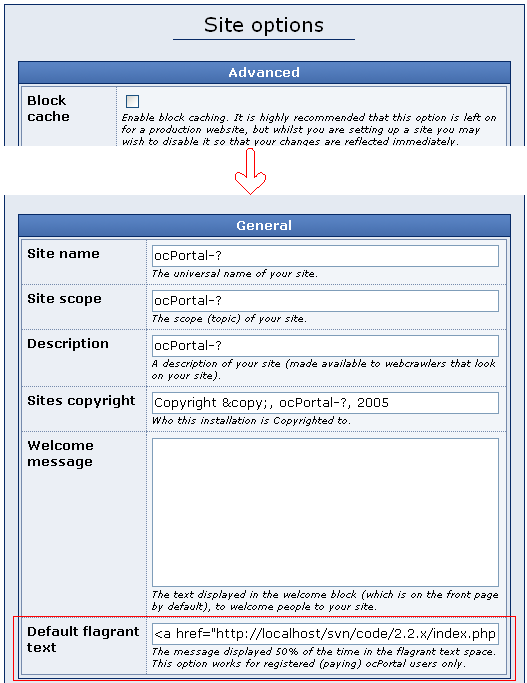 Site options
Advanced
Block
cache
Enable block caching. It is highly recommended that this option is left on
for a production website, but whilst you are setting up a site you may
wish to disable it so that your changes are reflected immediately.
General
Site name
ocPortal-?
The universal name of your site.
Site scope
ocPortal-?
The scope (topic) of your site.
Description
ocPortal-?
A description of your site (made available to webcrawlers that look
on your site).
Sites copyright
Copyright &copy;, ocPortal-?, 2005
Who this installation is Copyrighted to.
Welcome
message
The text displayed in the welcome block (which is on the front page
by default), to welcome people to your site.
Default flagrant
text
<a href="http://localhost/svn/code/2.2.x/index.php
The message displayed 50% of the time in the flagrant text space.
This option works for registered (paying) ocPortal users only.